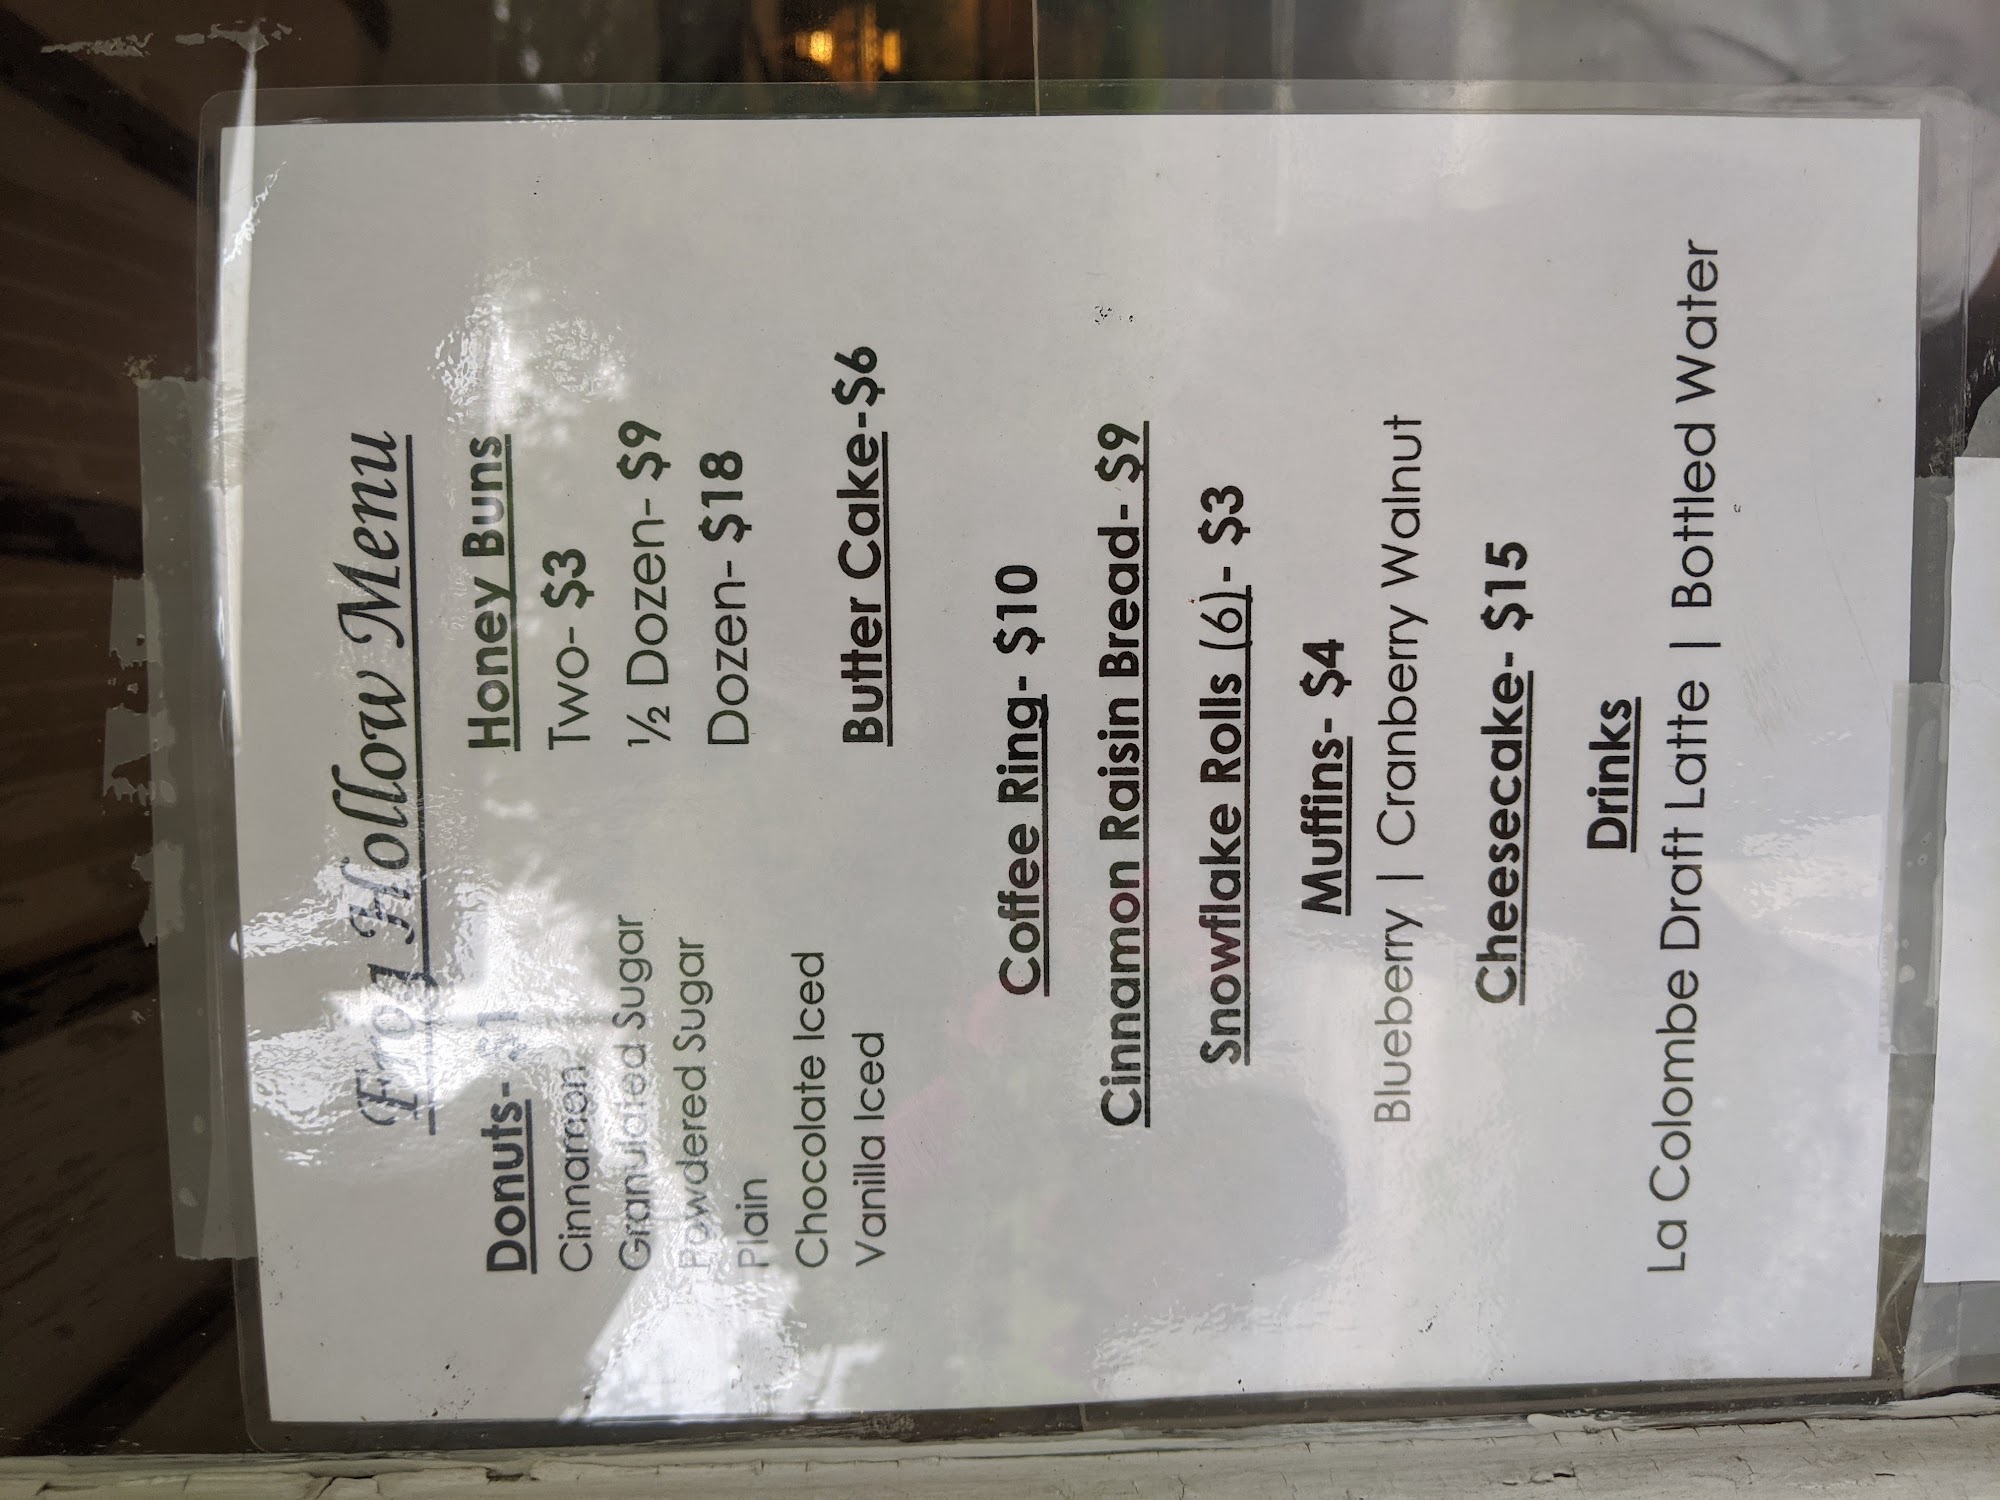 Frog Hollow Menu
Donuts- $1
Cinnamon
Granulated Sugar
Powdered Sugar
Plain
Chocolate Iced
Vanilla Iced
Honey Buns
Two- $3
½ Dozen- $9
Dozen- $18
Butter Cake-$6
Coffee Ring- $10
Cinnamon Raisin Bread- $9
Snowflake Rolls (6)- $3
Muffins- $4
Blueberry | Cranberry Walnut
Cheesecake- $15
Drinks
La Colombe Draft Latte | Bottled Water